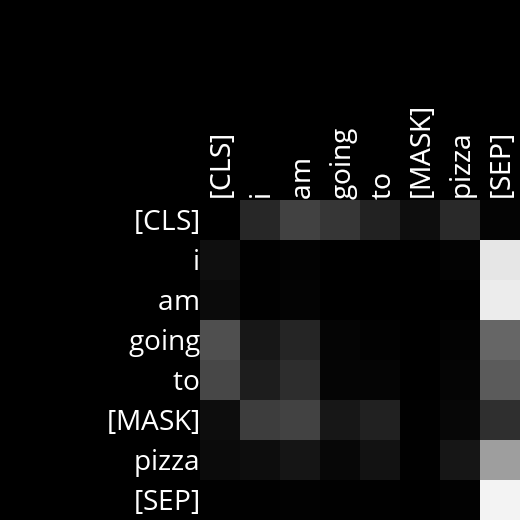 [CLS] i am going to [MASK] pizza [SEP]
[CLS]
i
am
going
to
[MASK]
pizza
[SEP]